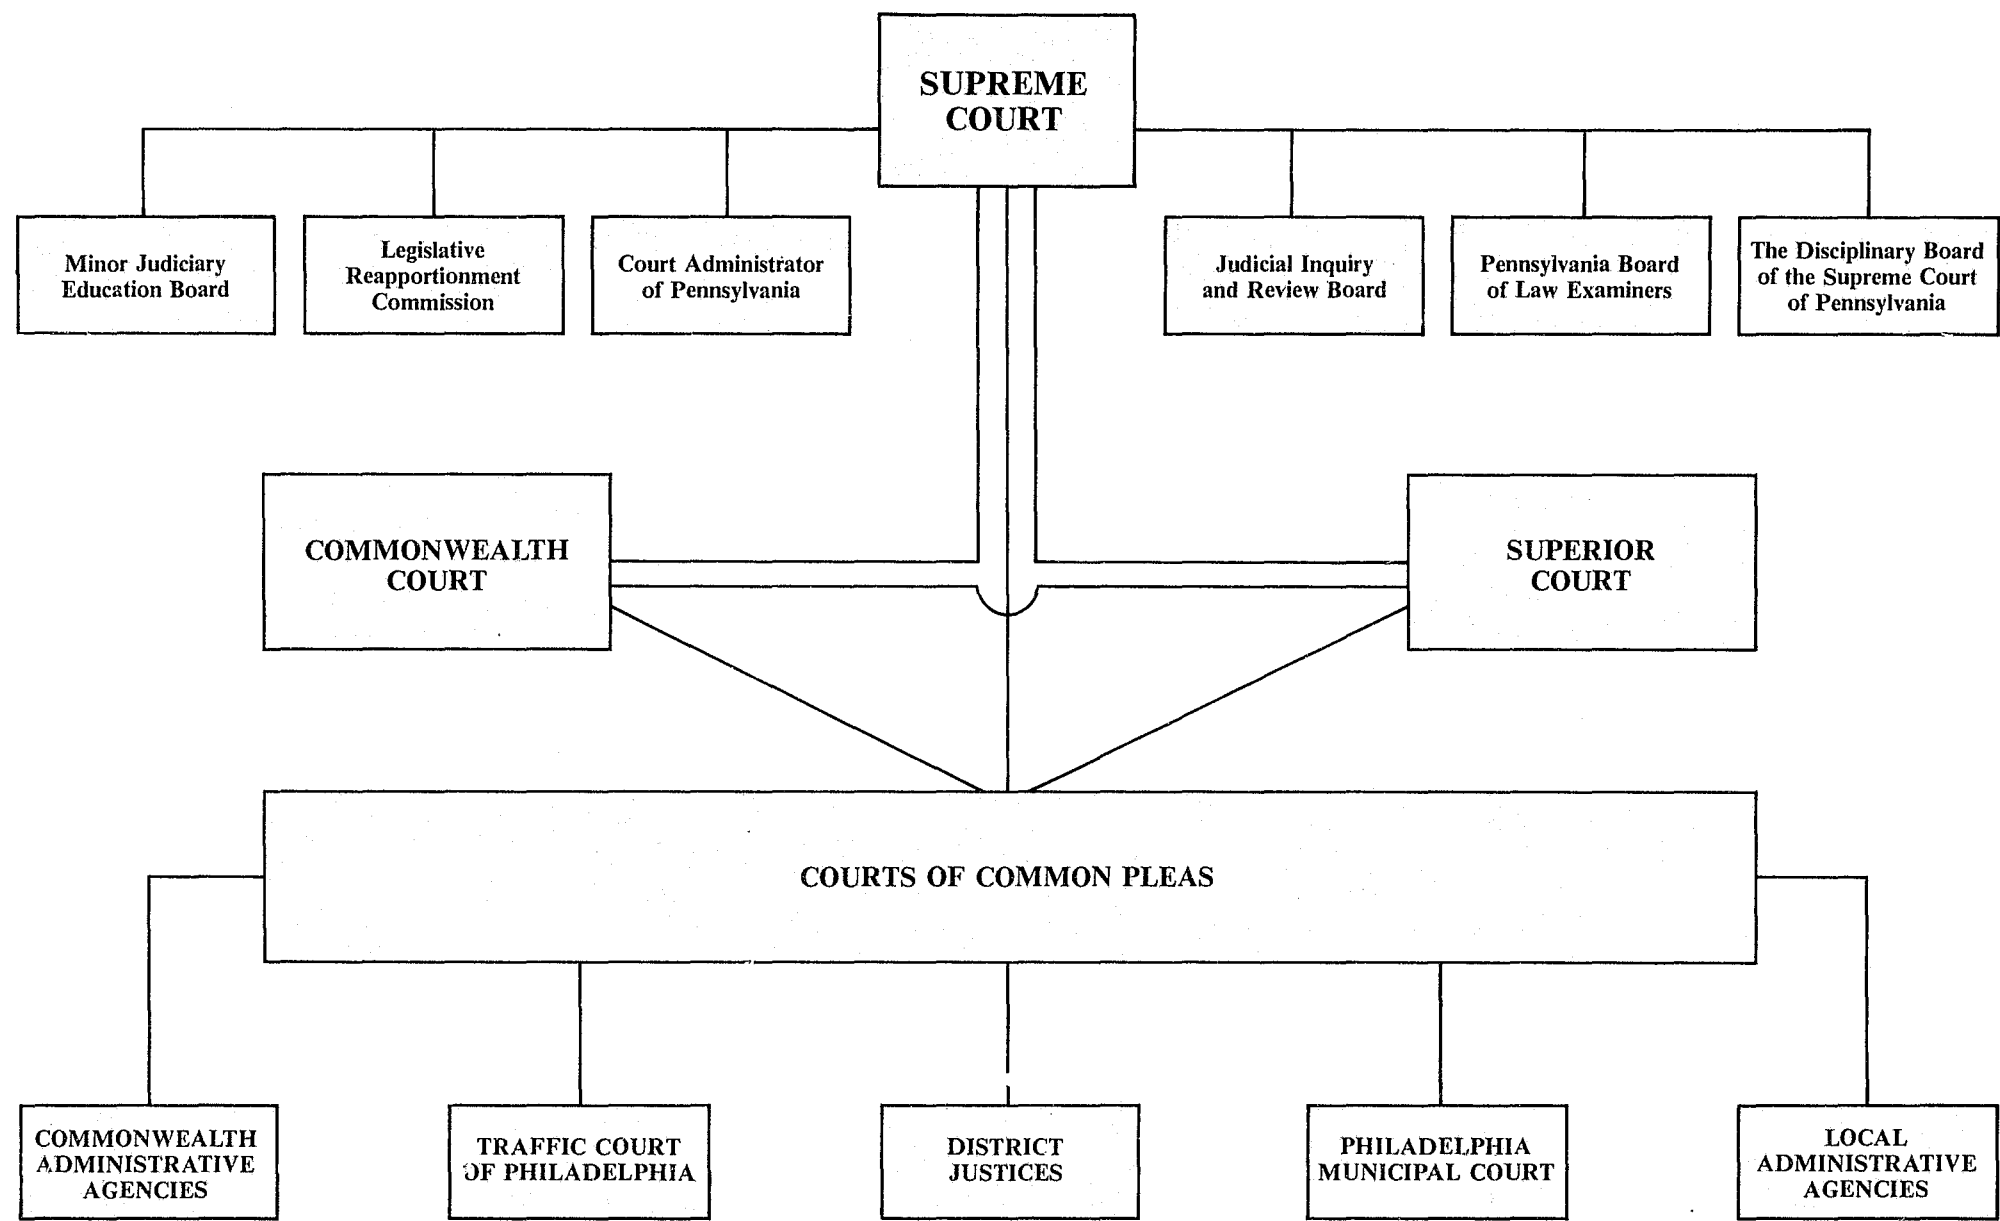 SUPREME
COURT
Minor Judiciary
Education Board
Legislative
Reapportionment
Commission
Court Administrator
of Pennsylvania
Judicial Inquiry
and Review Board
Pennsylvania Board
of Law Examiners
The Disciplinary Board
of the Supreme Court
of Pennsylvania
COMMONWEALTH
COURT
SUPERIOR
COURT
COURTS OF COMMON PLEAS
COMMONWEALTH
ADMINISTRATIVE
AGENCIES
TRAFFIC COURT
OF PHILADELPHIA
DISTRICT
JUSTICES
PHILADELPHIA
MUNICIPAL COURT
LOCAL
ADMINISTRATIVE
AGENCIES